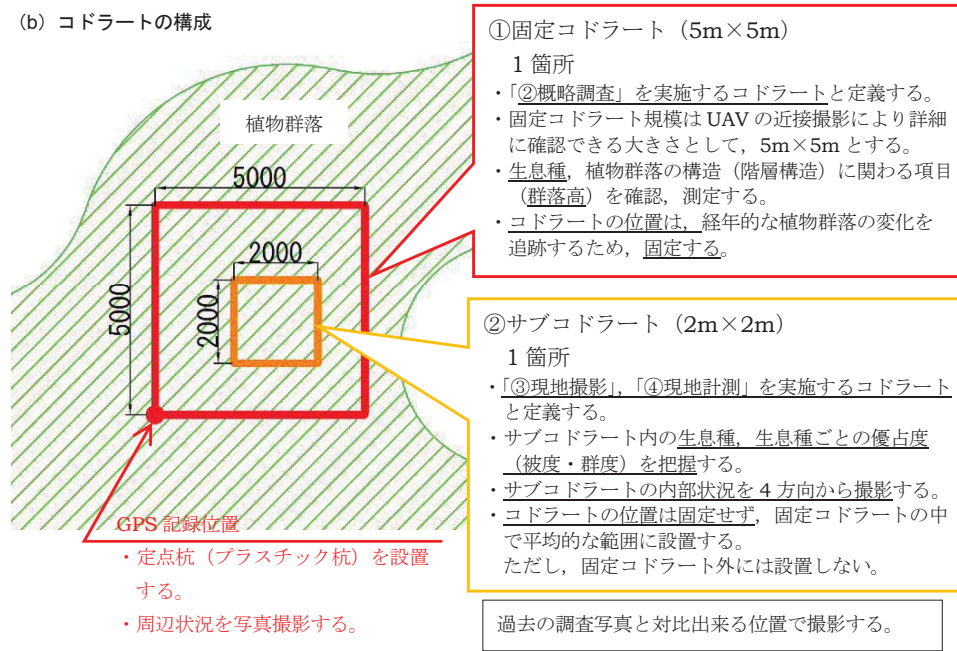 (b) コドラートの構成
植物群落
5000
5000
2000
2000
GPS 記録位置
・定点杭（プラスチック杭）を設置
する。
・周辺状況を写真撮影する。
①固定コドラート（5m×5m）
1 箇所
・「②概略調査」を実施するコドラートと定義する。
・固定コドラート規模は UAV の近接撮影により詳細
に確認できる大きさとして，5m×5m とする。
・生息種，植物群落の構造（階層構造）に関わる項目
（群落高）を確認，測定する。
・コドラートの位置は，経年的な植物群落の変化を
追跡するため，固定する。
②サブコドラート（2m×2m）
1 箇所
・「③現地撮影」，「④現地計測」を実施するコドラート
と定義する。
・サブコドラート内の生息種，生息種ごとの優占度
（被度・群度）を把握する。
・サブコドラートの内部状況を 4 方向から撮影する。
・コドラートの位置は固定せず，固定コドラートの中
で平均的な範囲に設置する。
ただし，固定コドラート外には設置しない。
過去の調査写真と対比出来る位置で撮影する。